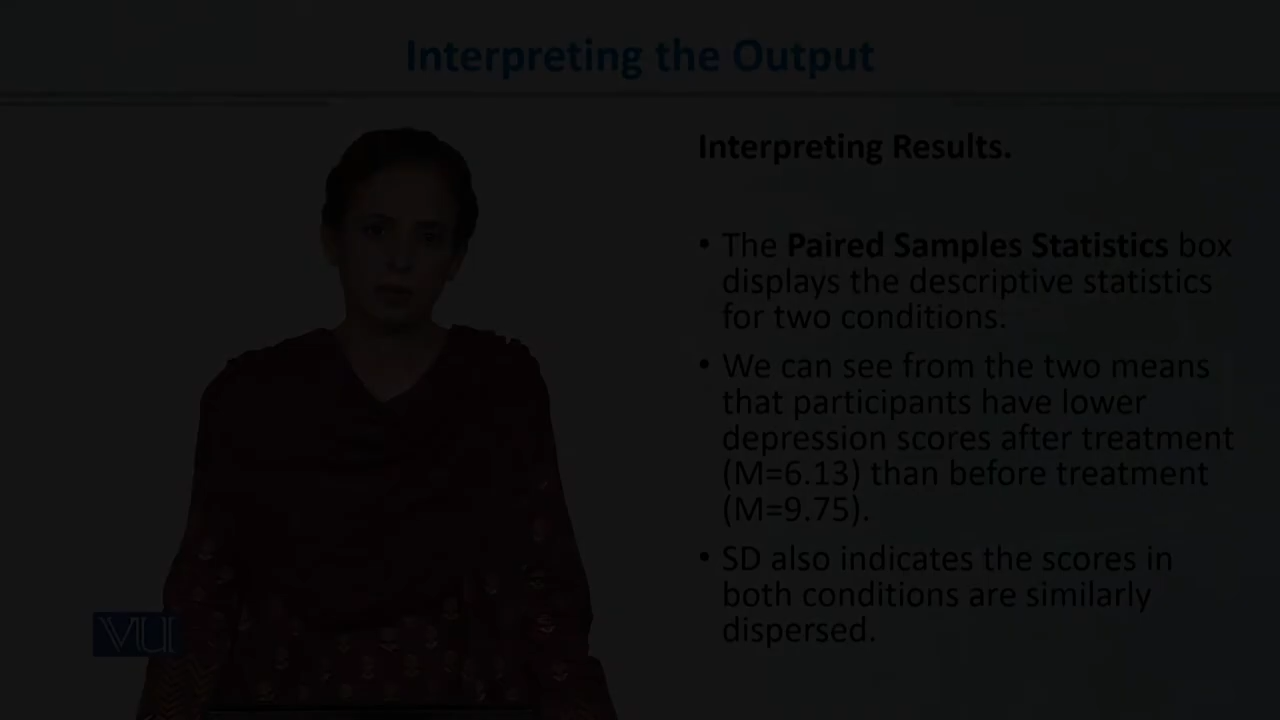 Interpreting the Output
Interpreting Results.
• The Paired Samples Statistics box
displays the descriptive statistics
for two conditions.
• We can see from the two means
that participants have lower
depression scores after treatment
(M=6.13) than before treatment
(M=9.75).
• SD also indicates the scores in
both conditions are similarly
dispersed.
VU